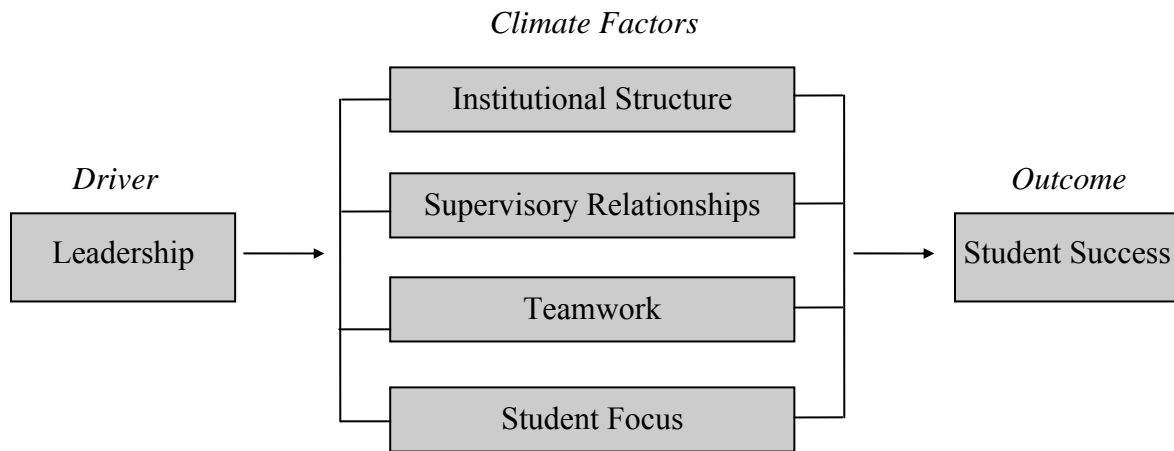 Climate Factors
Institutional Structure
Driver
Leadership
Supervisory Relationships
Teamwork
Student Focus
Outcome
Student Success